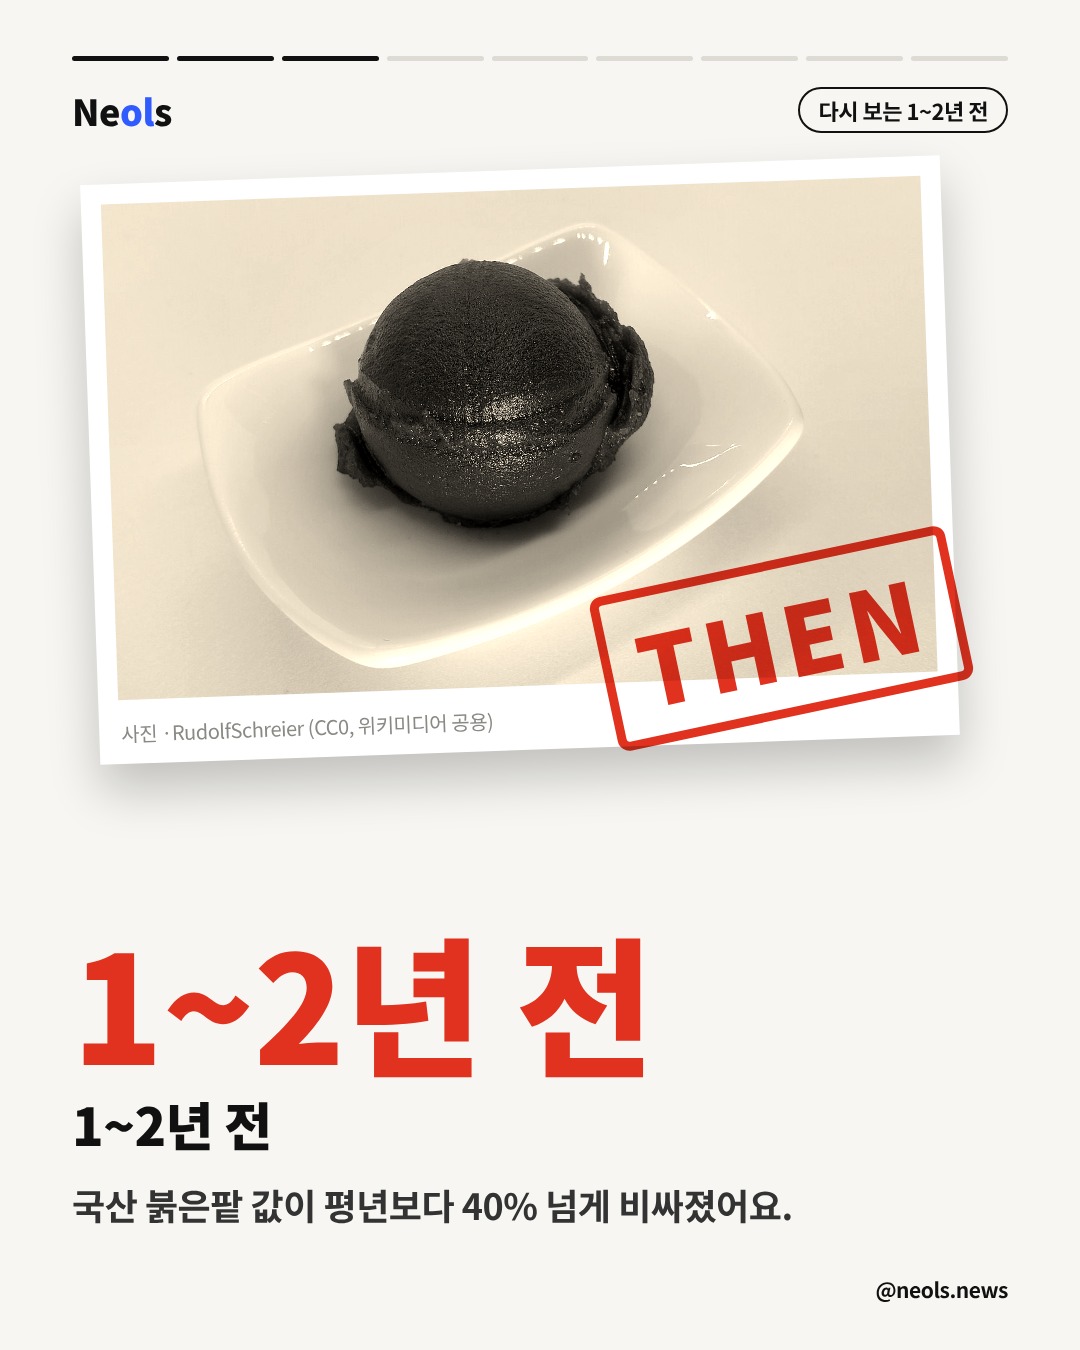 Neols
다시 보는 1~2년 전
THEN
사진 · RudolfSchreier (CC0, 위키미디어 공용)
1~2년 전
1~2년 전
국산 붉은팥 값이 평년보다 40% 넘게 비싸졌어요.
@neols.news